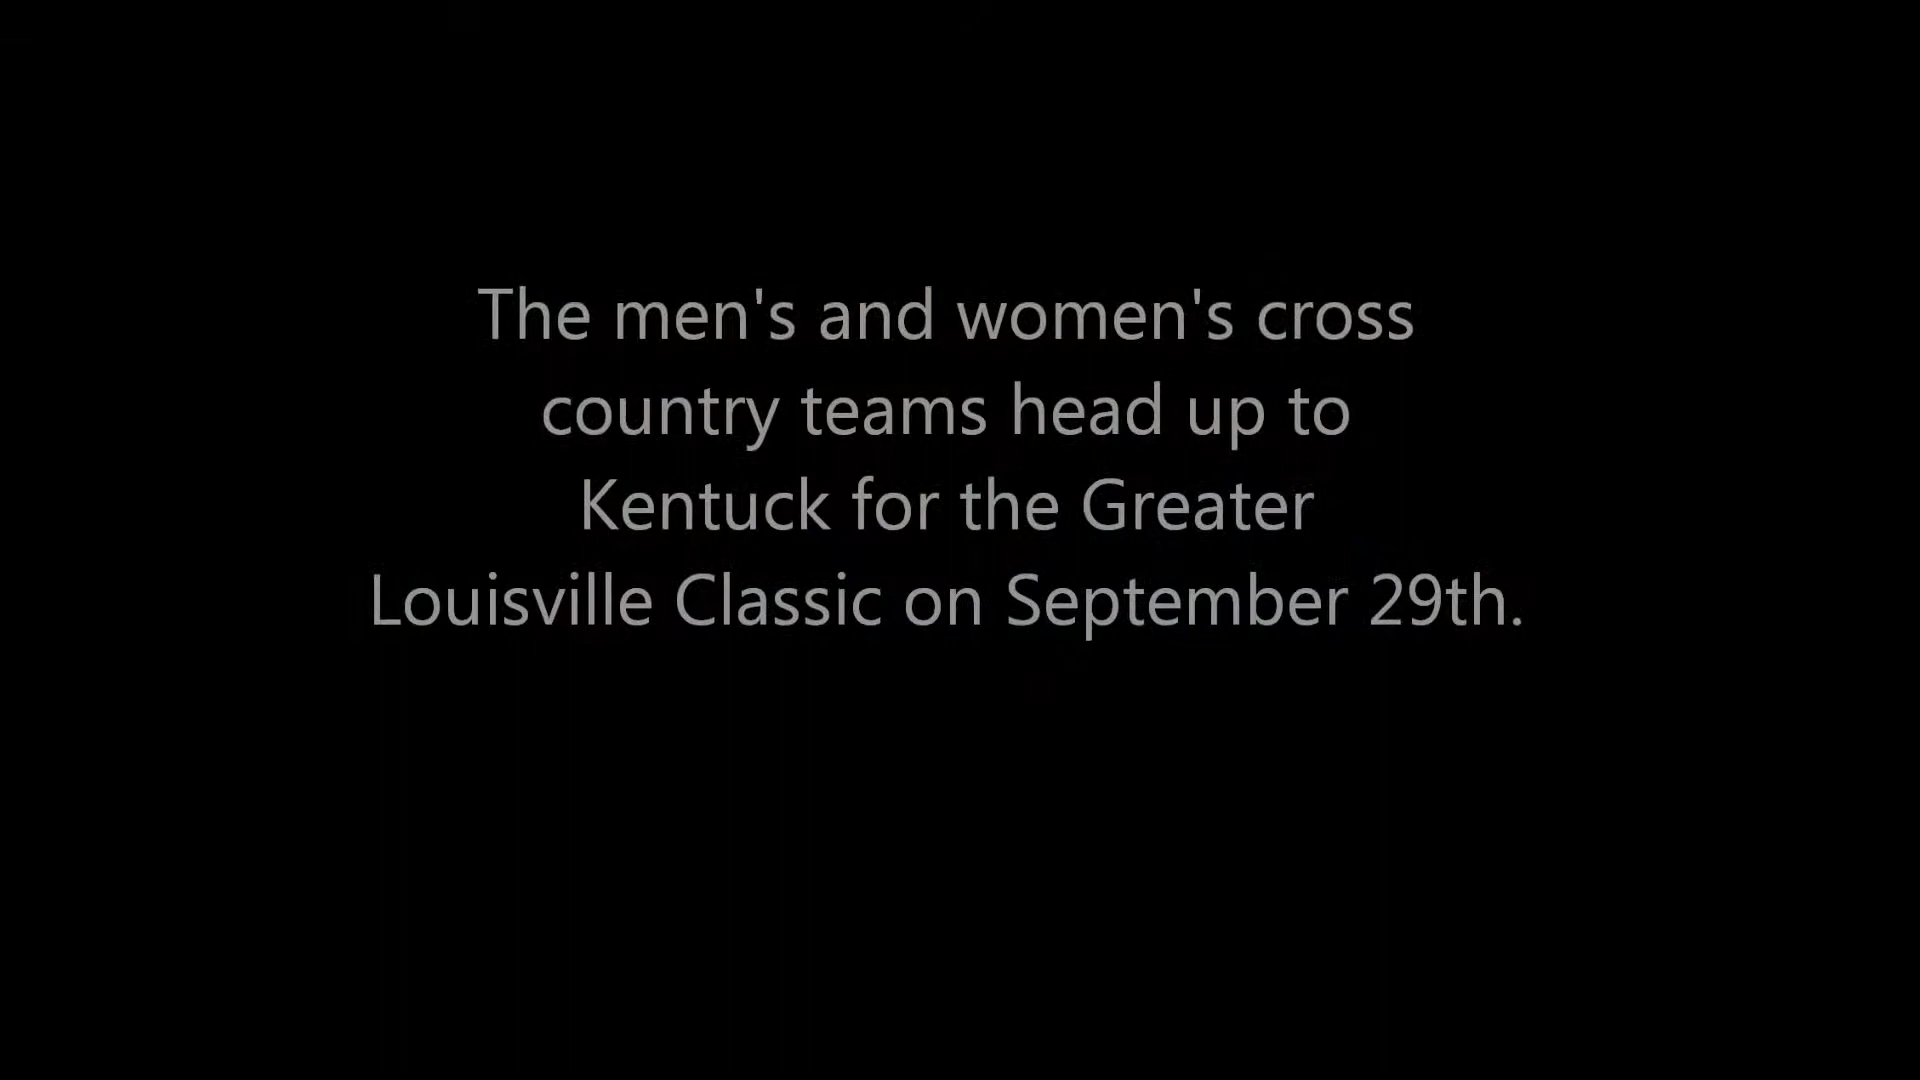 The men's and women's cross
country teams head up to
Kentuck for the Greater
Louisville Classic on September 29th.